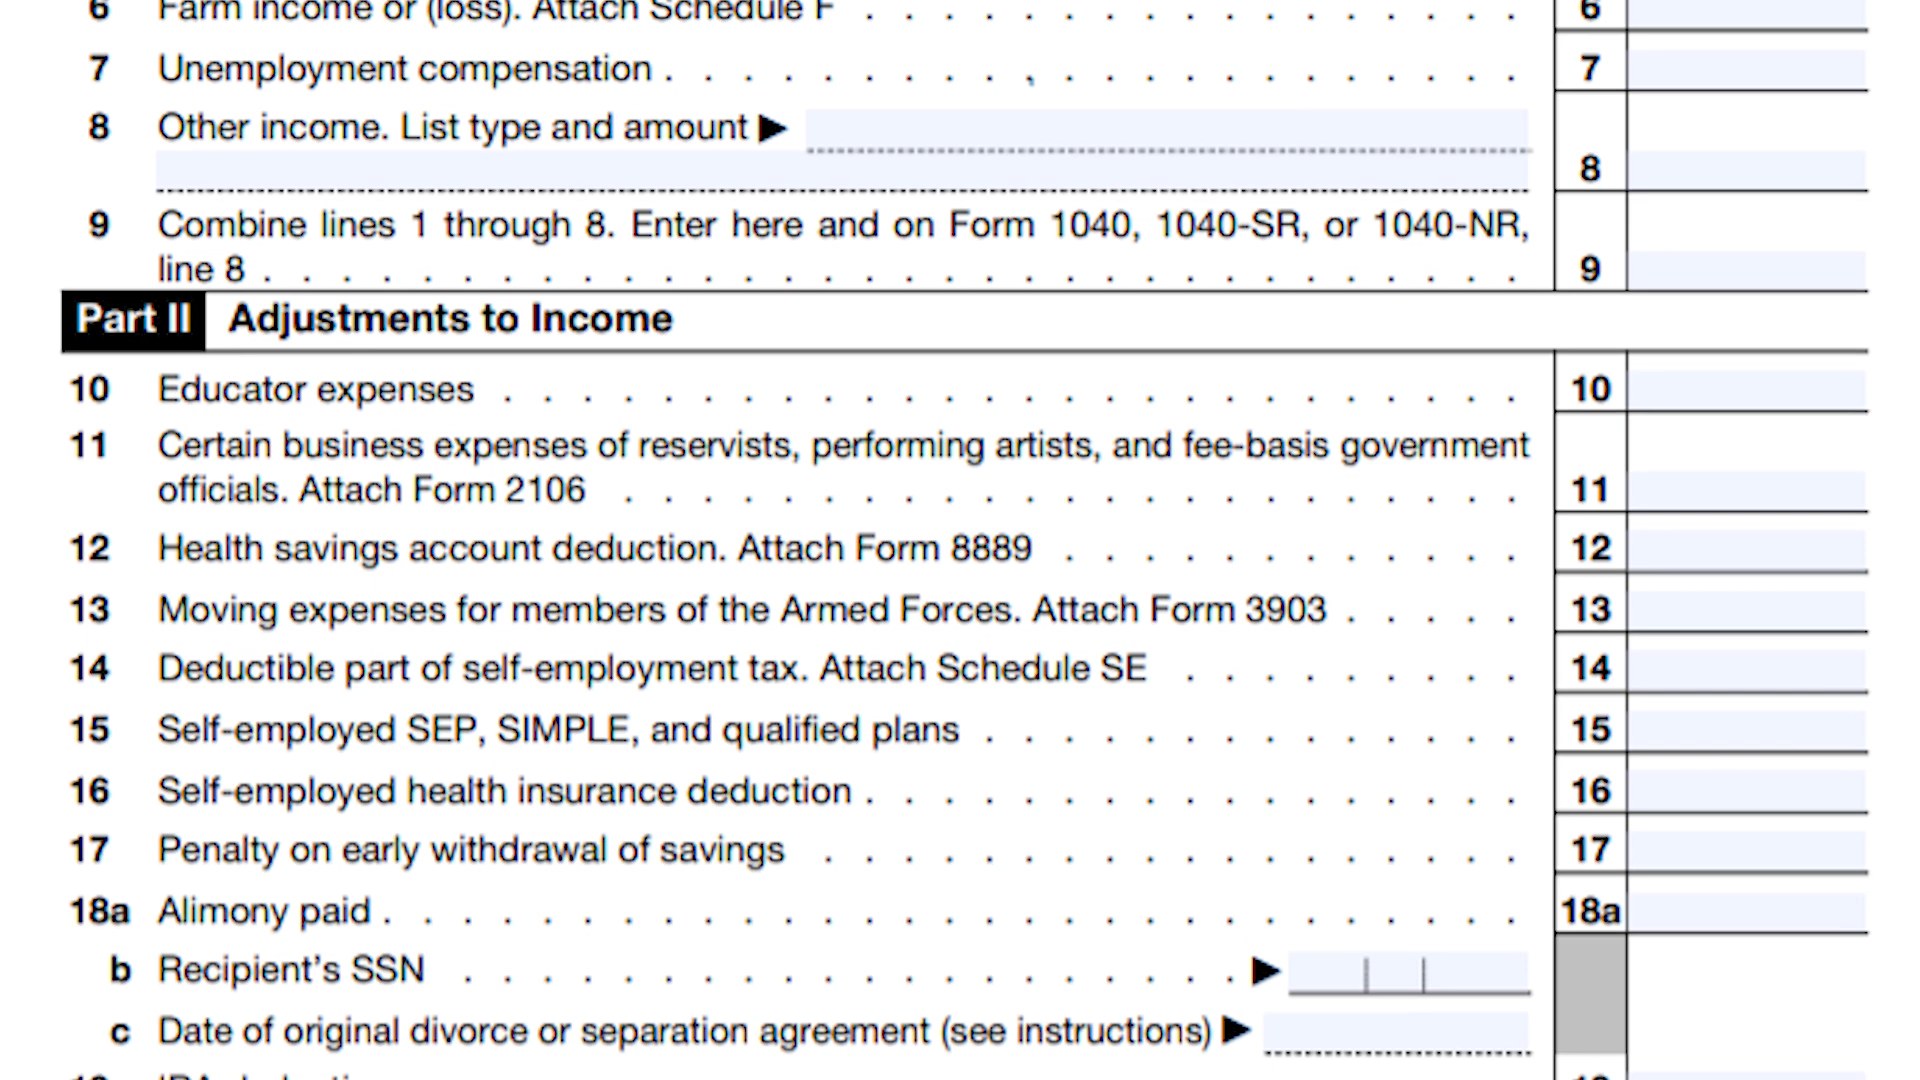 6 Farm income or (loss). Attach Schedule F . . . . . . . . . . . . . . . . . 6
7 Unemployment compensation . . . . . . . . . . . . . . . . . . . . . . 7
8 Other income. List type and amount ▶
8
9 Combine lines 1 through 8. Enter here and on Form 1040, 1040-SR, or 1040-NR,
line 8 . . . . . . . . . . . . . . . . . . . . . . . . . . . . . . . . 9
Part II Adjustments to Income
10 Educator expenses . . . . . . . . . . . . . . . . . . . . . . . . . . 10
11 Certain business expenses of reservists, performing artists, and fee-basis government
officials. Attach Form 2106 . . . . . . . . . . . . . . . . . . . . . . . 11
12 Health savings account deduction. Attach Form 8889 . . . . . . . . . . . . 12
13 Moving expenses for members of the Armed Forces. Attach Form 3903 . . . . . 13
14 Deductible part of self-employment tax. Attach Schedule SE . . . . . . . . . 14
15 Self-employed SEP, SIMPLE, and qualified plans . . . . . . . . . . . . . . 15
16 Self-employed health insurance deduction . . . . . . . . . . . . . . . . . 16
17 Penalty on early withdrawal of savings . . . . . . . . . . . . . . . . . . 17
18a Alimony paid . . . . . . . . . . . . . . . . . . . . . . . . . . . . . 18a
b Recipient's SSN . . . . . . . . . . . . . . . . . . . . ▶
c Date of original divorce or separation agreement (see instructions) ▶